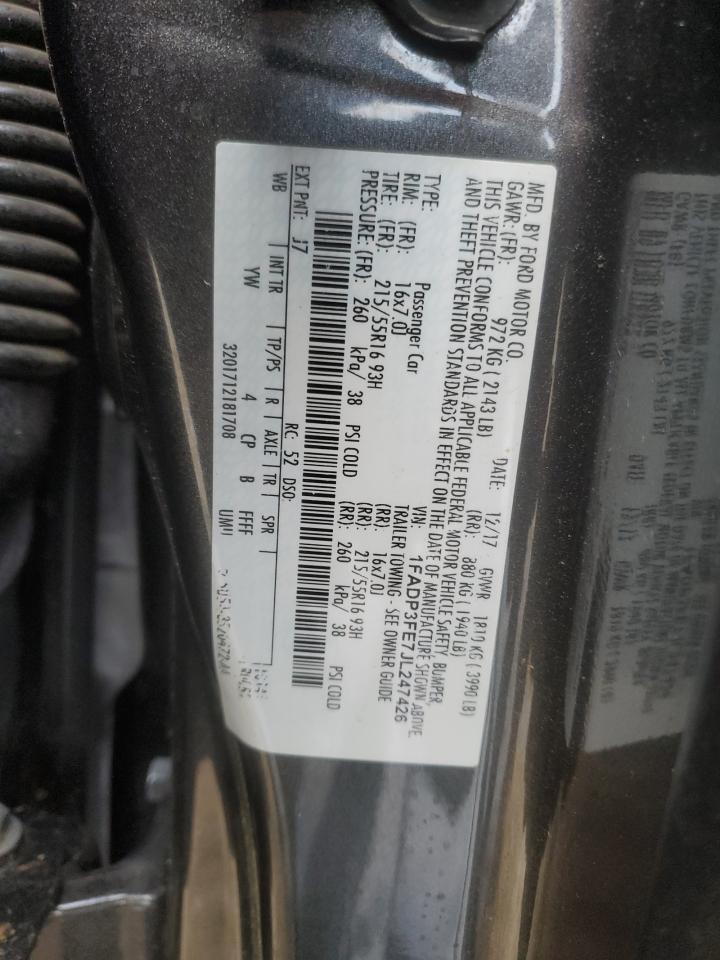 MFD. BY FORD MOTOR CO.
DATE: 12/17 GVWR: 1810 KG ( 3990 LB)
GAWR: (FR): 972 KG ( 2143 LB) (RR): 880 KG ( 1940 LB)
THIS VEHICLE CONFORMS TO ALL APPLICABLE FEDERAL MOTOR VEHICLE SAFETY, BUMPER,
AND THEFT PREVENTION STANDARDS IN EFFECT ON THE DATE OF MANUFACTURE SHOWN ABOVE
VIN: 1FADP3FE7JL247426
TYPE: Passenger Car TRAILER TOWING - SEE OWNER GUIDE
RIM: (FR): 16x7.0J (RR): 16x7.0J
TIRE: (FR): 215/55R16 93H (RR): 215/55R16 93H
PRESSURE: (FR): 260 kPa/ 38 PSI COLD (RR): 260 kPa/ 38 PSI COLD
EXT PNT: J7 RC: 52 DSO:
WB INT TR TP/PS R AXLE TR SPR
YW 4 CP B FFFF UMU
3201712181708